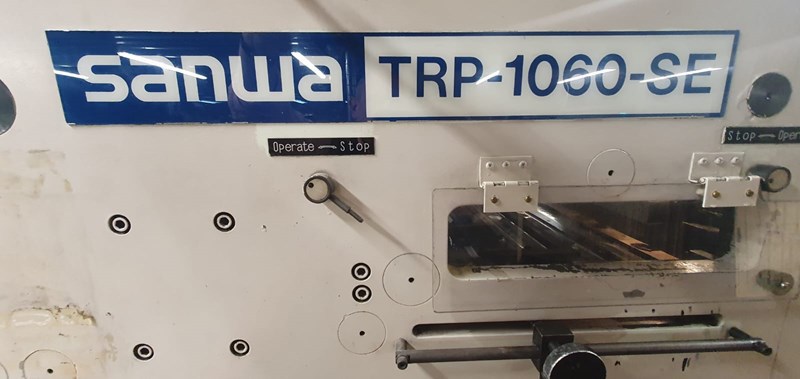 sanwa TRP-1060-SE
Operate Stop
Stop Oper